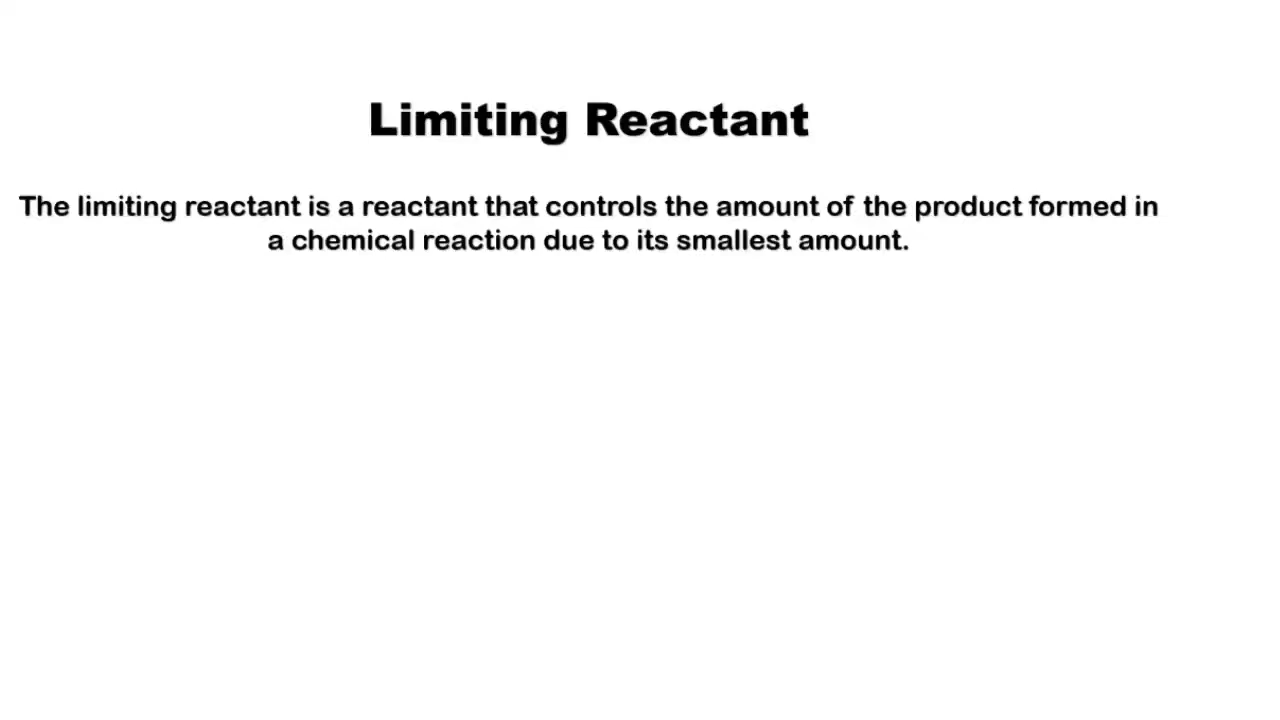 Limiting Reactant
The limiting reactant is a reactant that controls the amount of the product formed in
a chemical reaction due to its smallest amount.